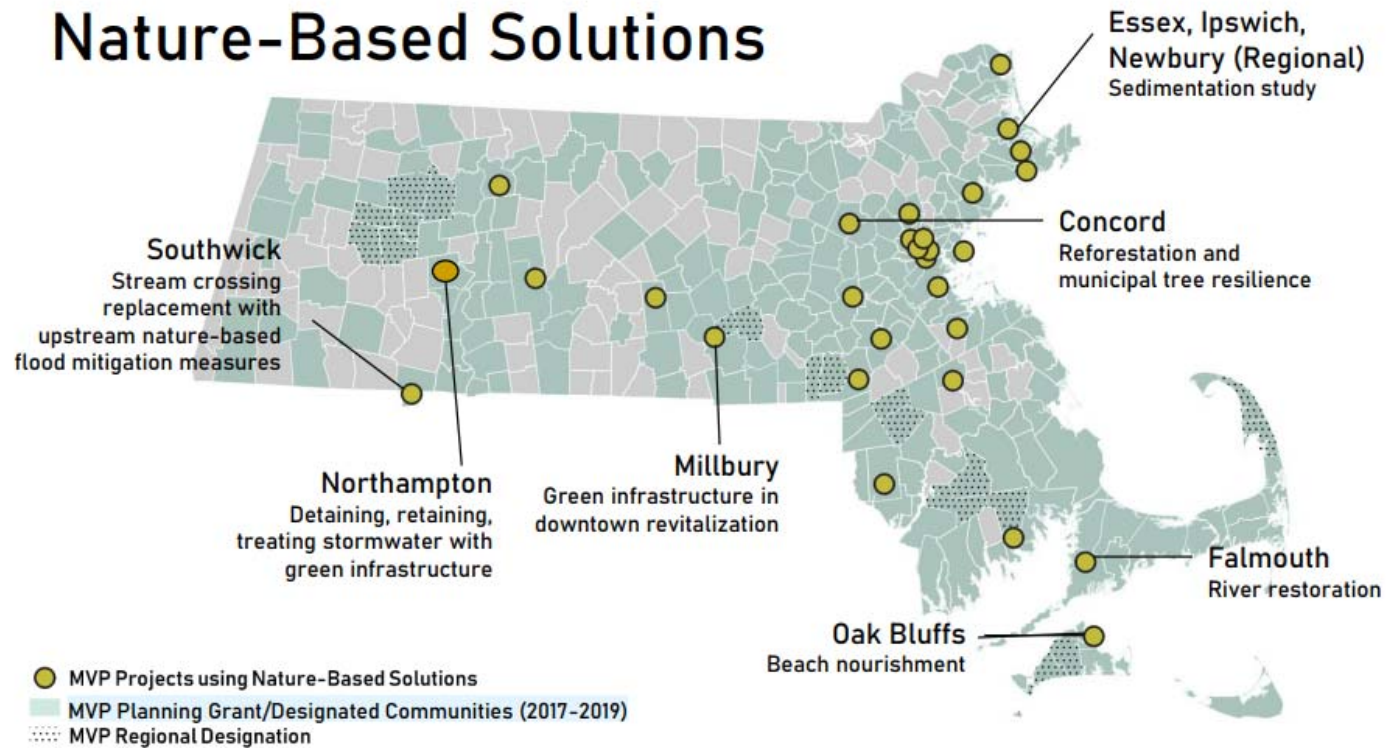 Nature-Based Solutions
Essex, Ipswich,
Newbury (Regional)
Sedimentation study
Concord
Reforestation and
municipal tree resilience
Southwick
Stream crossing
replacement with
upstream nature-based
flood mitigation measures
Northampton
Detaining, retaining,
treating stormwater with
green infrastructure
Millbury
Green infrastructure in
downtown revitalization
Falmouth
River restoration
Oak Bluffs
Beach nourishment
MVP Projects using Nature-Based Solutions
MVP Planning Grant/Designated Communities (2017-2019)
MVP Regional Designation